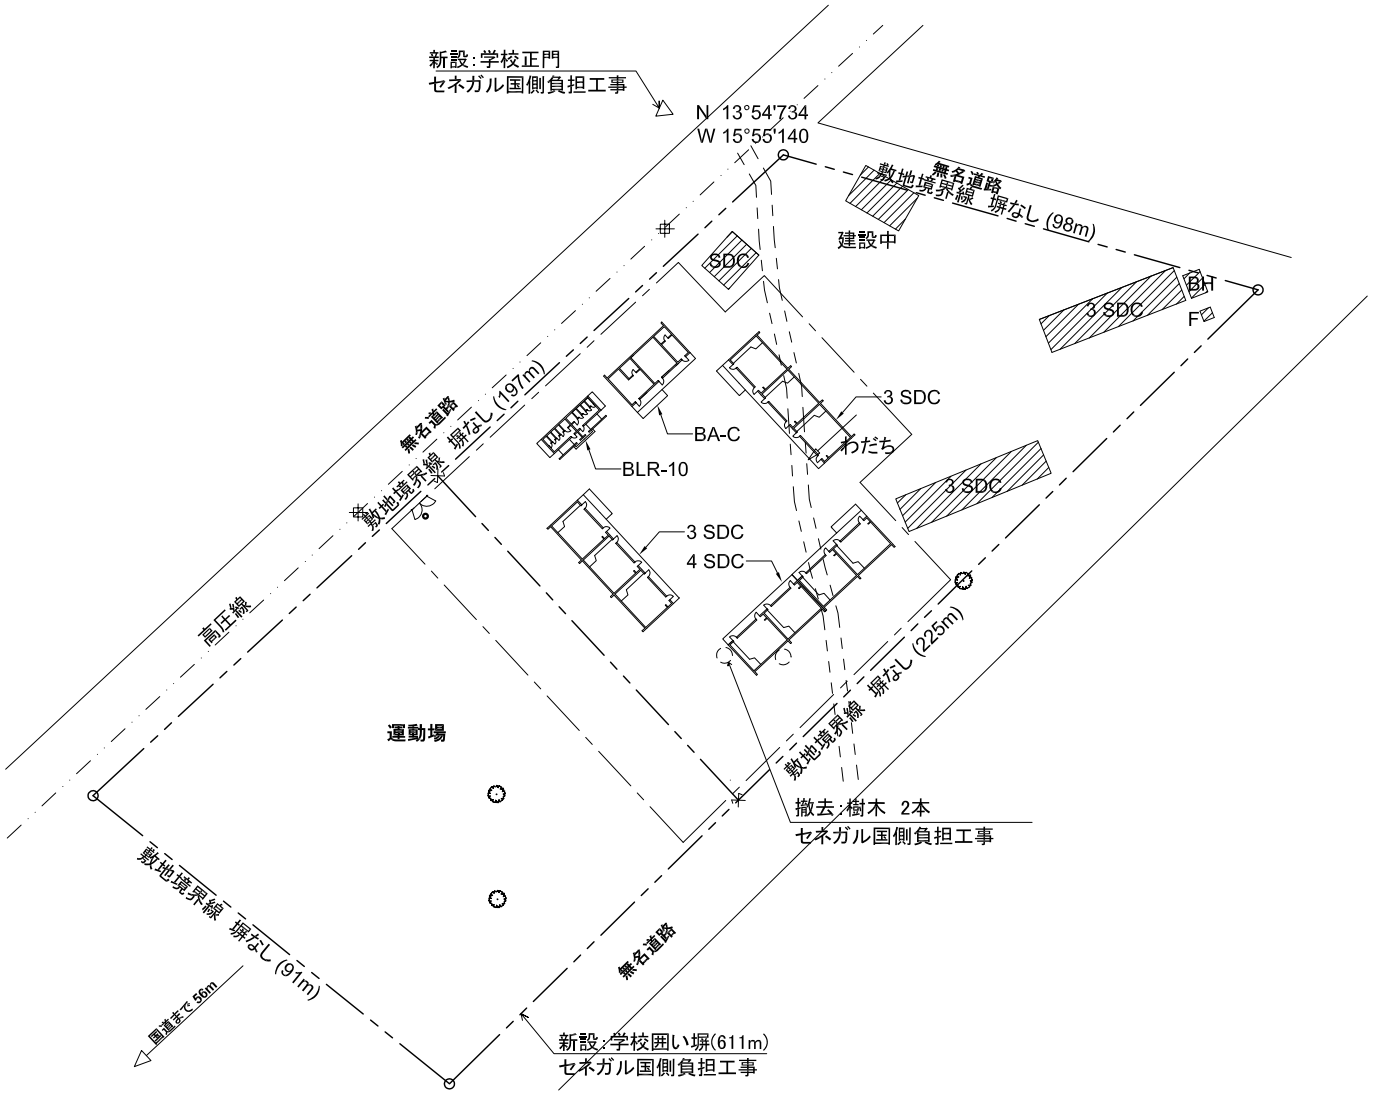 新設：学校正門
セネガル国側負担工事
N 13°54'734
W 15°55'140
無名道路
敷地境界線 塀なし (98m)
建設中
SDC
BH
3 SDC
F
敷地境界線 塀なし (197m)
無名道路
3 SDC
BA-C
わだち
BLR-10
3 SDC
3 SDC
4 SDC
高圧線
敷地境界線 塀なし (225m)
運動場
撤去：樹木 2本
セネガル国側負担工事
敷地境界線 塀なし (91m)
無名道路
国道まで 56m
新設：学校囲い塀(611m)
セネガル国側負担工事